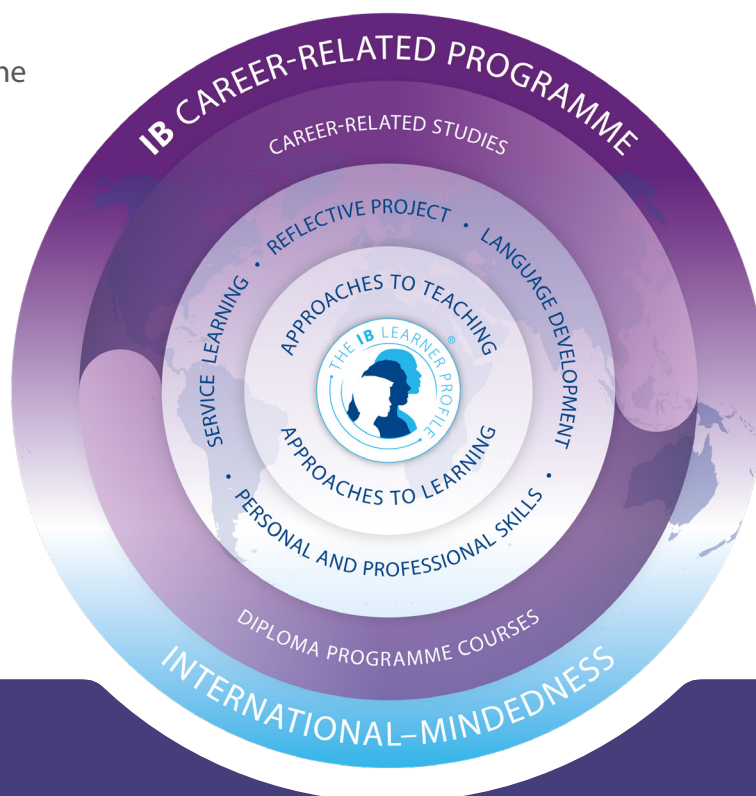 ne
IB CAREER-RELATED PROGRAMME
CAREER-RELATED STUDIES
SERVICE LEARNING • REFLECTIVE PROJECT • LANGUAGE DEVELOPMENT
• PERSONAL AND PROFESSIONAL SKILLS •
APPROACHES TO TEACHING
THE IB LEARNER PROFILE ®
APPROACHES TO LEARNING
DIPLOMA PROGRAMME COURSES
INTERNATIONAL–MINDEDNESS